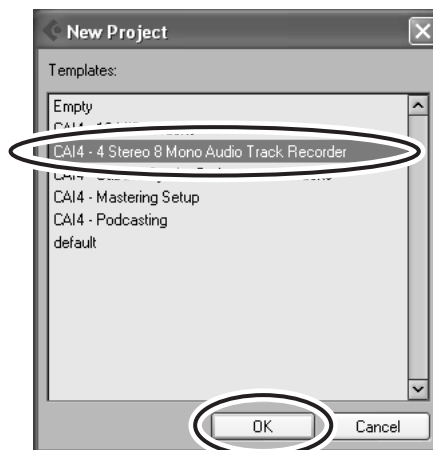 New Project
Templates:
Empty
CAI4 - 4 Stereo 8 Mono Audio Track Recorder
CAI4 - Mastering Setup
CAI4 - Podcasting
default
OK
Cancel